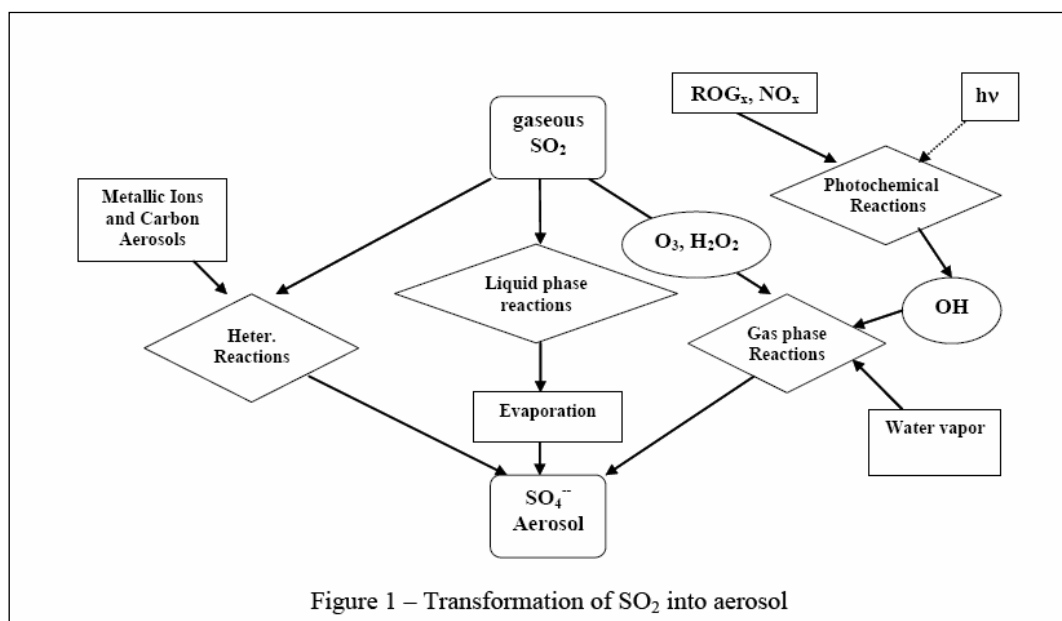 ROGₓ, NOₓ
hν
gaseous
SO₂
Metallic Ions
and Carbon
Aerosols
Photochemical
Reactions
O₃, H₂O₂
Liquid phase
reactions
OH
Heter.
Reactions
Gas phase
Reactions
Evaporation
Water vapor
SO₄⁻⁻
Aerosol
Figure 1 – Transformation of SO₂ into aerosol